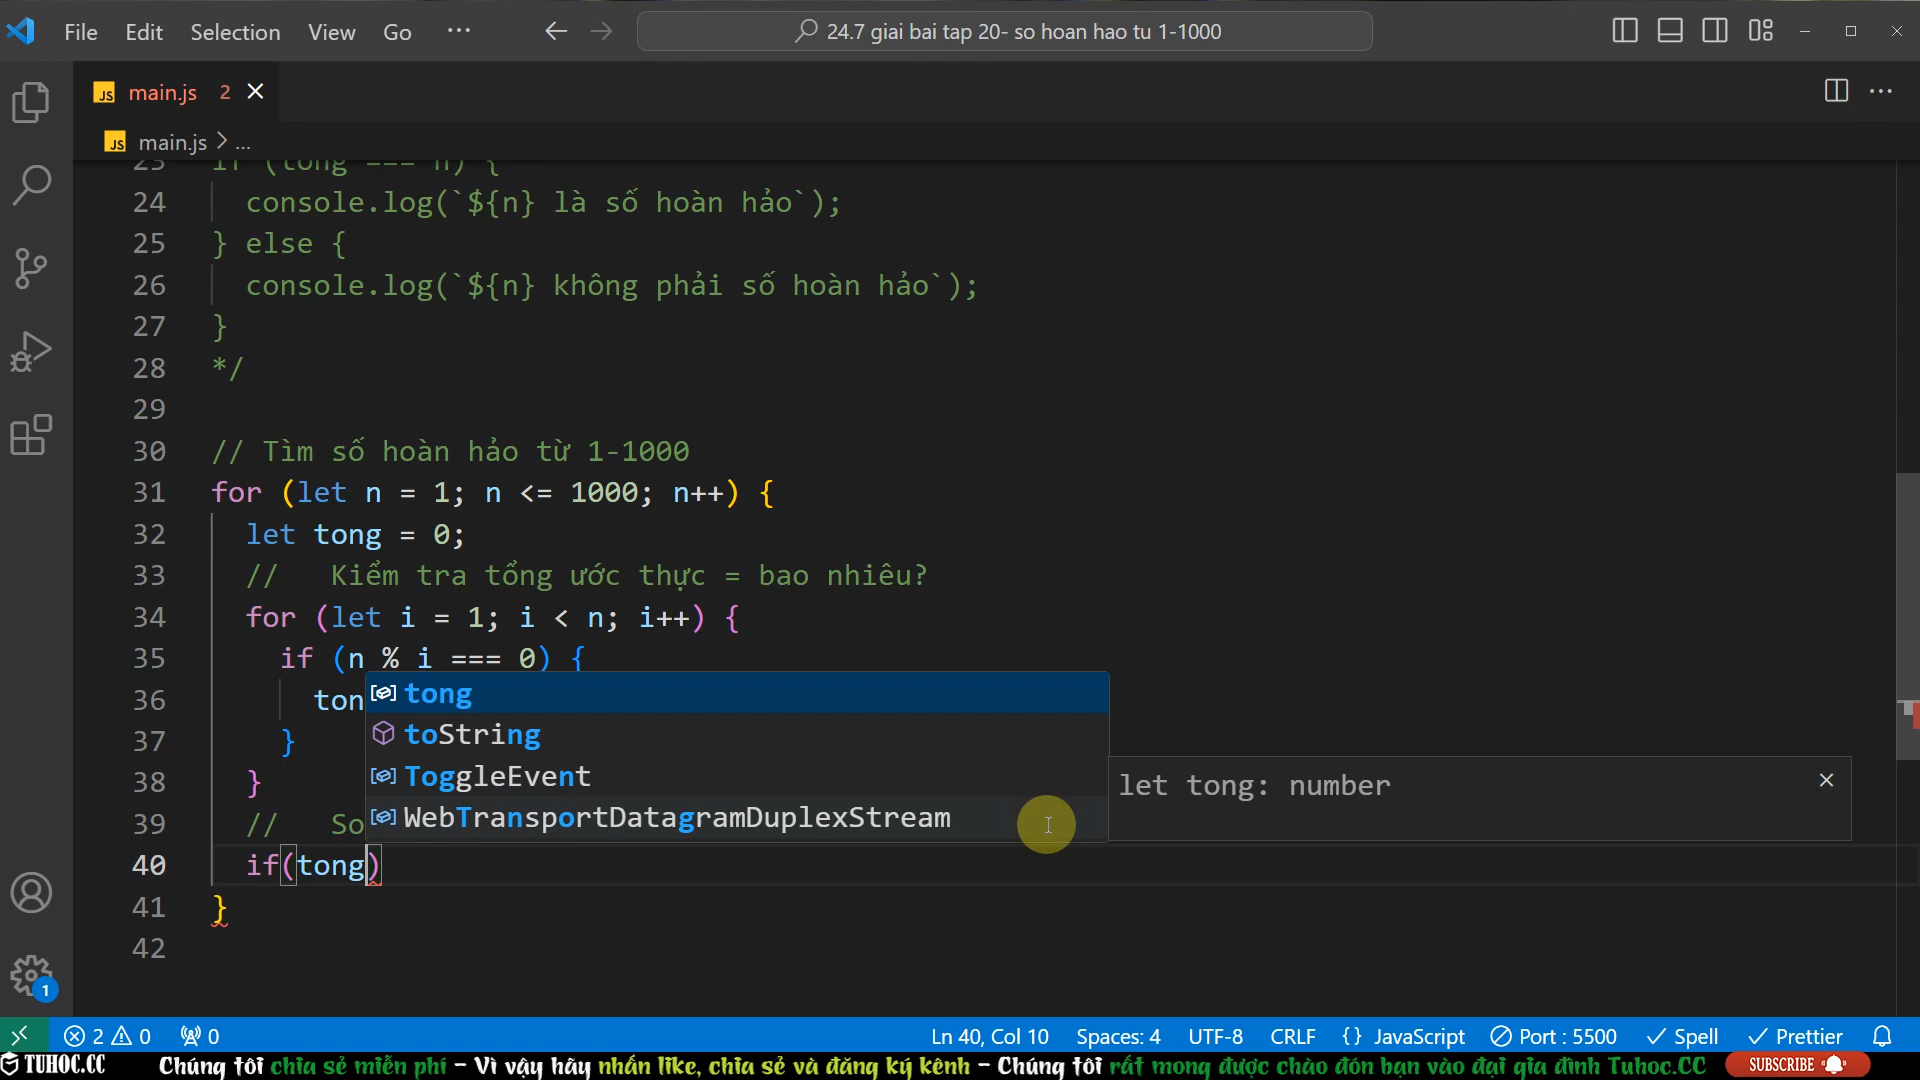 File Edit Selection View Go ... 24.7 giai bai tap 20- so hoan hao tu 1-1000
JS main.js 2
JS main.js > ...
23 if (tong === n) {
24 console.log(`${n} là số hoàn hảo`);
25 } else {
26 console.log(`${n} không phải số hoàn hảo`);
27 }
28 */
29
30 // Tìm số hoàn hảo từ 1-1000
31 for (let n = 1; n <= 1000; n++) {
32 let tong = 0;
33 // Kiểm tra tổng ước thực = bao nhiêu?
34 for (let i = 1; i < n; i++) {
35 if (n % i === 0) {
36 ton
tong
toString
37 }
ToggleEvent
let tong: number
38 }
WebTransportDatagramDuplexStream
39 // So
40 if(tong)
41 }
42
1
2 0 0 Ln 40, Col 10 Spaces: 4 UTF-8 CRLF {} JavaScript Port : 5500 Spell Prettier
TUHOC.CC Chúng tôi chia sẻ miễn phí - Vì vậy hãy nhấn like, chia sẻ và đăng ký kênh - Chúng tôi rất mong được chào đón bạn vào đại gia đình Tuhoc.CC SUBSCRIBE